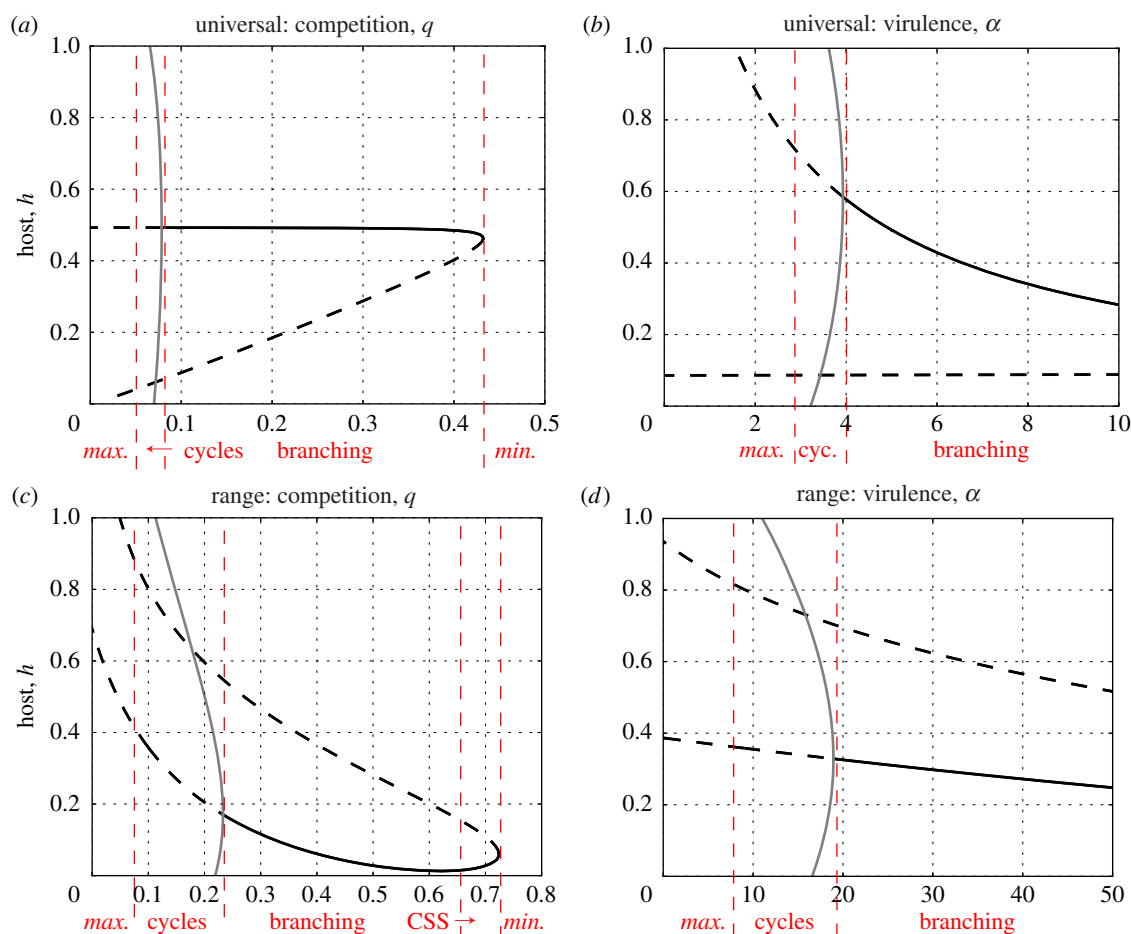 (a) universal: competition, q
1.0
0.8
0.6
0.4
0.2
host, h
0 0.1 0.2 0.3 0.4 0.5
max. ← cycles branching min.
(b) universal: virulence, α
1.0
0.8
0.6
0.4
0.2
0 2 4 6 8 10
max. cyc. branching
(c) range: competition, q
1.0
0.8
0.6
0.4
0.2
host, h
0 0.1 0.2 0.3 0.4 0.5 0.6 0.7 0.8
max. cycles branching CSS → min.
(d) range: virulence, α
1.0
0.8
0.6
0.4
0.2
0 10 20 30 40 50
max. cycles branching